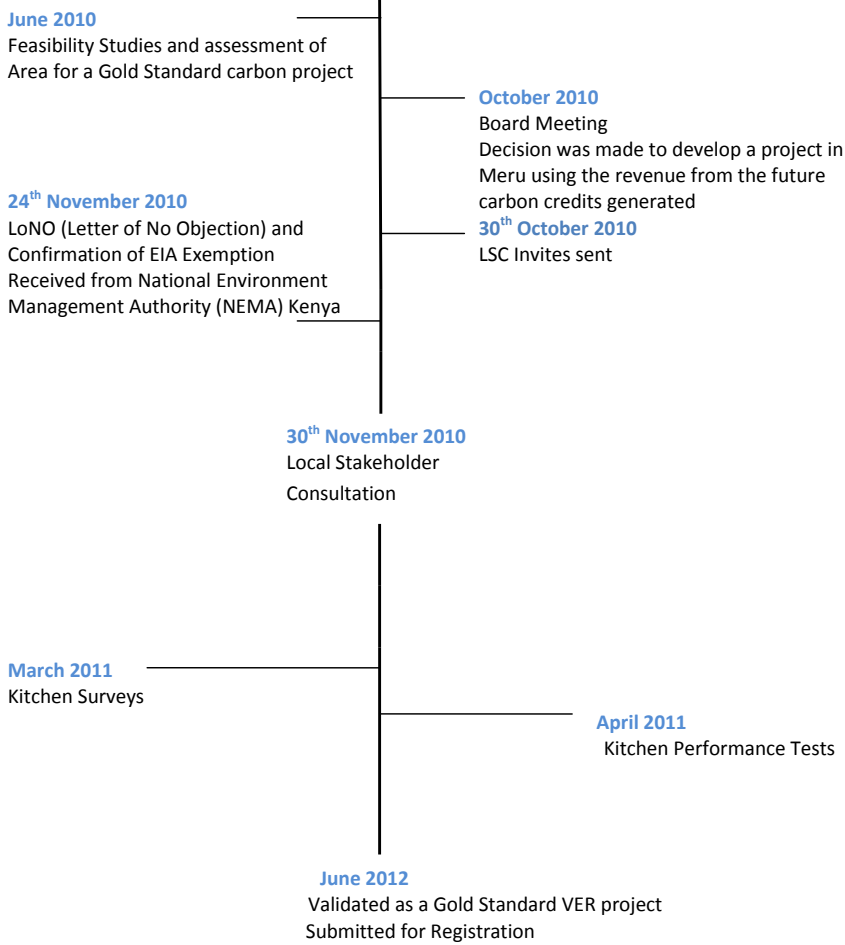 June 2010
Feasibility Studies and assessment of
Area for a Gold Standard carbon project
October 2010
Board Meeting
Decision was made to develop a project in
Meru using the revenue from the future
carbon credits generated
30th October 2010
LSC Invites sent
24th November 2010
LoNO (Letter of No Objection) and
Confirmation of EIA Exemption
Received from National Environment
Management Authority (NEMA) Kenya
30th November 2010
Local Stakeholder
Consultation
March 2011
Kitchen Surveys
April 2011
Kitchen Performance Tests
June 2012
Validated as a Gold Standard VER project
Submitted for Registration